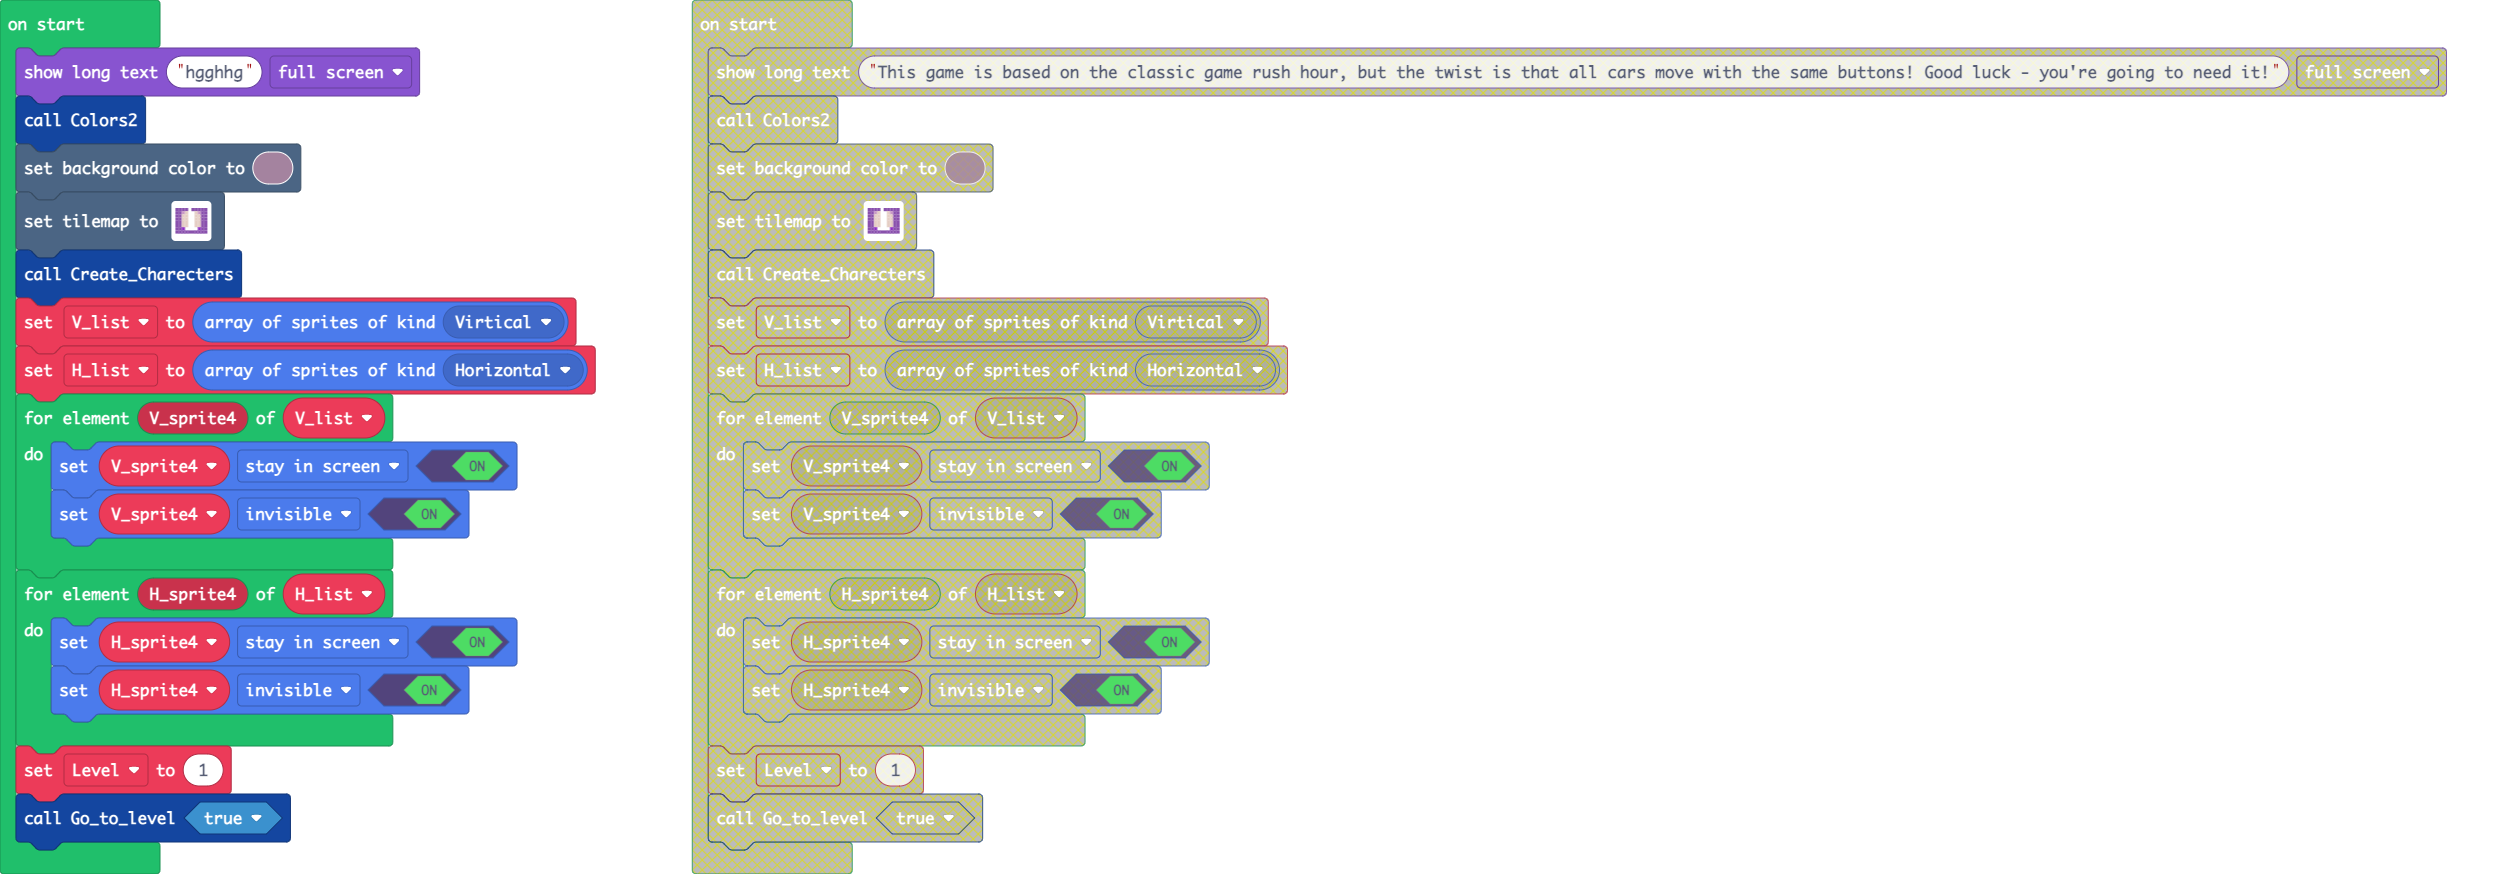 on start
show long text "hgghhg" full screen
call Colors2
set background color to
set tilemap to
call Create_Charecters
set V_list to array of sprites of kind Virtical
set H_list to array of sprites of kind Horizontal
for element V_sprite4 of V_list
do
set V_sprite4 stay in screen ON
set V_sprite4 invisible ON
for element H_sprite4 of H_list
do
set H_sprite4 stay in screen ON
set H_sprite4 invisible ON
set Level to 1
call Go_to_level true
on start
show long text "This game is based on the classic game rush hour, but the twist is that all cars move with the same buttons! Good luck - you're going to need it!" full screen
call Colors2
set background color to
set tilemap to
call Create_Charecters
set V_list to array of sprites of kind Virtical
set H_list to array of sprites of kind Horizontal
for element V_sprite4 of V_list
do
set V_sprite4 stay in screen ON
set V_sprite4 invisible ON
for element H_sprite4 of H_list
do
set H_sprite4 stay in screen ON
set H_sprite4 invisible ON
set Level to 1
call Go_to_level true